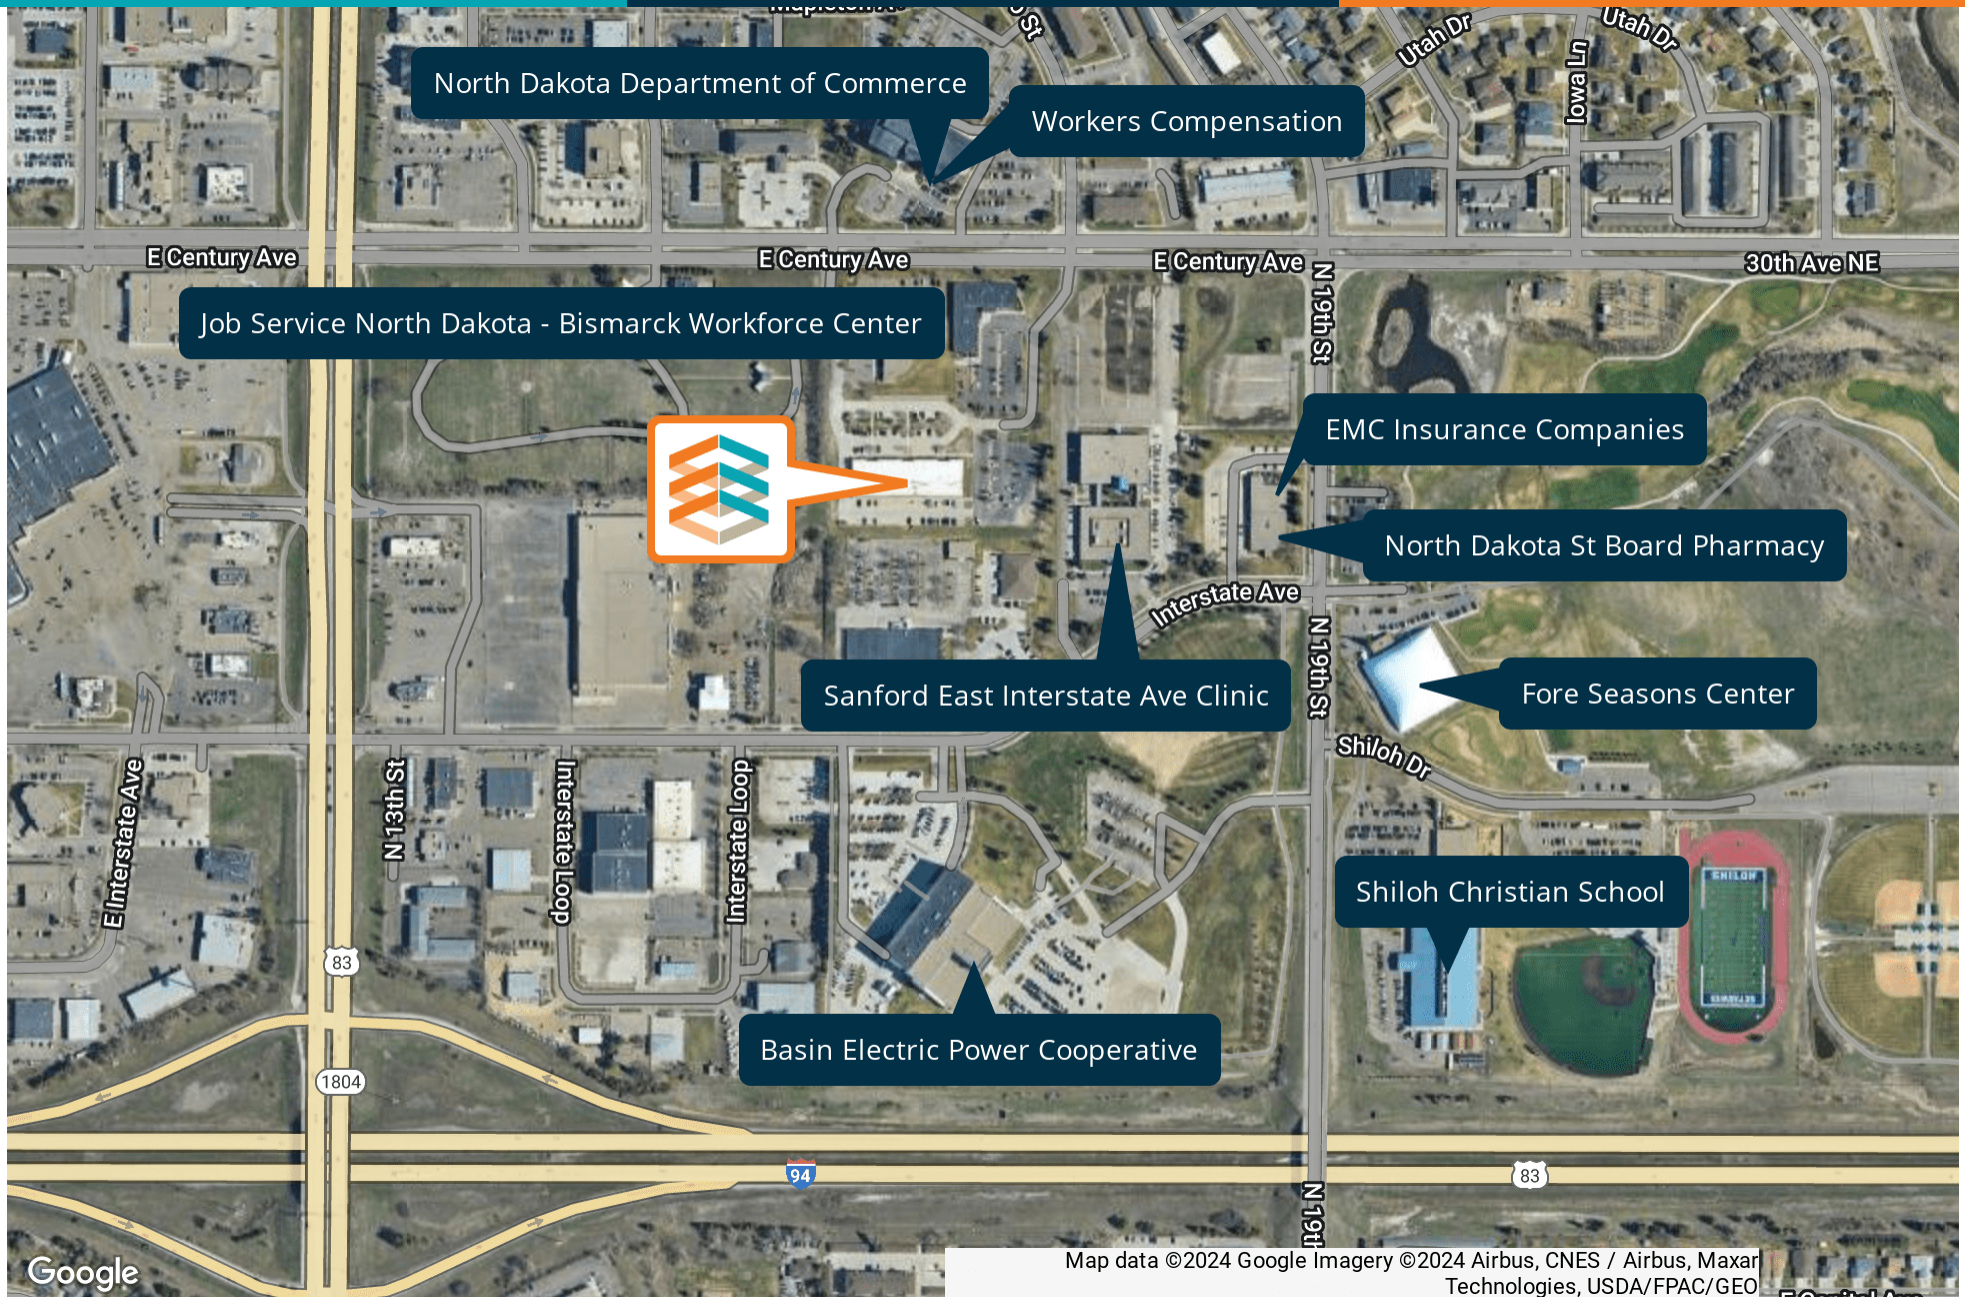 Utah Dr
Utah Dr
Iowa Ln
North Dakota Department of Commerce
Workers Compensation
E Century Ave
E Century Ave
E Century Ave
30th Ave NE
Job Service North Dakota - Bismarck Workforce Center
N 19th St
EMC Insurance Companies
North Dakota St Board Pharmacy
Interstate Ave
Sanford East Interstate Ave Clinic
N 19th St
Fore Seasons Center
Shiloh Dr
E Interstate Ave
N 13th St
Interstate Loop
Interstate Loop
SHILOH
Shiloh Christian School
83
Basin Electric Power Cooperative
1804
94
83
N 19th
Google
Map data ©2024 Google Imagery ©2024 Airbus, CNES / Airbus, Maxar
Technologies, USDA/FPAC/GEO